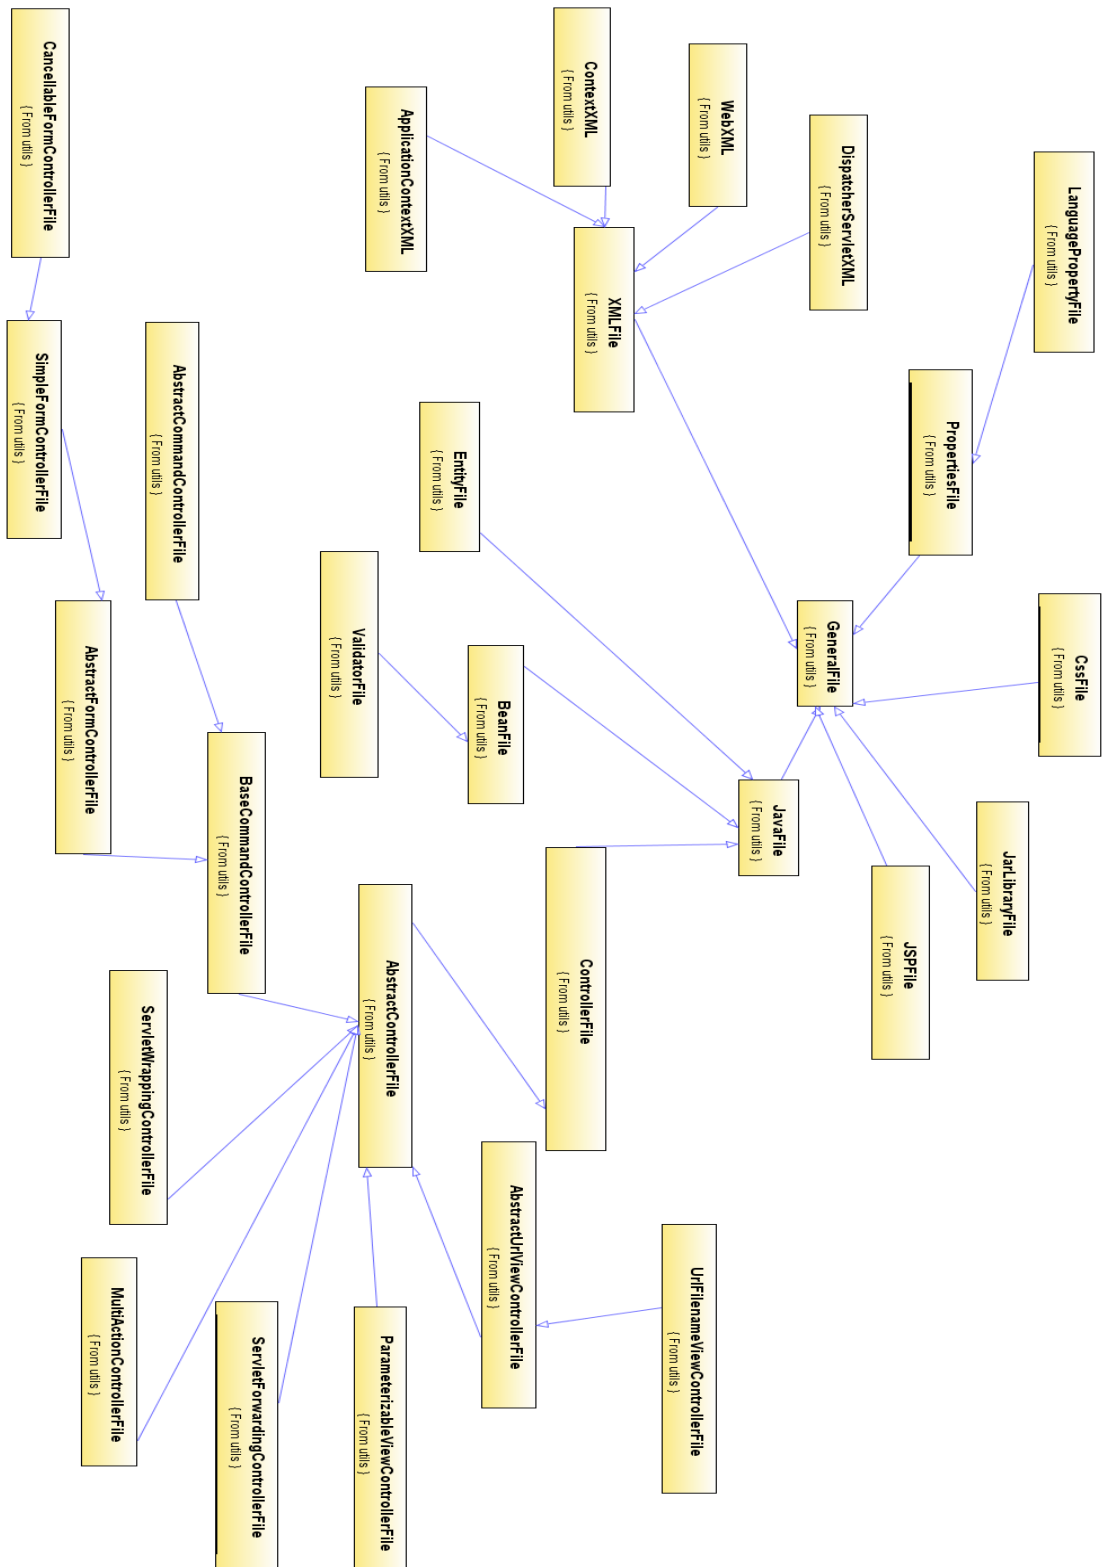 LanguagePropertyFile
{ From utils }
CssFile
{ From utils }
JarLibraryFile
{ From utils }
PropertiesFile
{ From utils }
JSPFile
{ From utils }
DispatcherServletXML
{ From utils }
GeneralFile
{ From utils }
JavaFile
{ From utils }
WebXML
{ From utils }
UrlFilenameViewControllerFile
{ From utils }
XMLFile
{ From utils }
ContextXML
{ From utils }
ControllerFile
{ From utils }
AbstractUrlViewControllerFile
{ From utils }
BeanFile
{ From utils }
EntityFile
{ From utils }
ApplicationContextXML
{ From utils }
AbstractControllerFile
{ From utils }
ParameterizableViewControllerFile
{ From utils }
ValidatorFile
{ From utils }
BaseCommandControllerFile
{ From utils }
ServletForwardingControllerFile
{ From utils }
AbstractCommandControllerFile
{ From utils }
ServletWrappingControllerFile
{ From utils }
MultiActionControllerFile
{ From utils }
AbstractFormControllerFile
{ From utils }
CancellableFormControllerFile
{ From utils }
SimpleFormControllerFile
{ From utils }